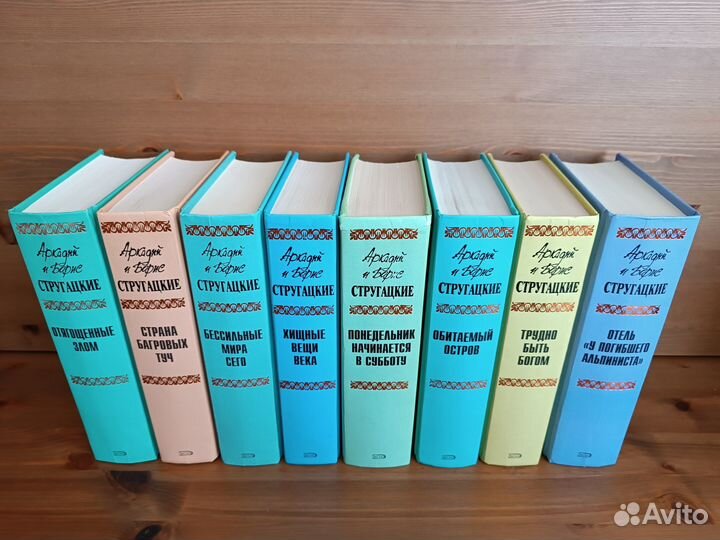 Аркадий
и Борис
СТРУГАЦКИЕ
ОТЯГОЩЕННЫЕ
ЗЛОМ
Аркадий
и Борис
СТРУГАЦКИЕ
СТРАНА
БАГРОВЫХ
ТУЧ
Аркадий
и Борис
СТРУГАЦКИЕ
БЕССИЛЬНЫЕ
МИРА
СЕГО
Аркадий
и Борис
СТРУГАЦКИЕ
ХИЩНЫЕ
ВЕЩИ
ВЕКА
Аркадий
и Борис
СТРУГАЦКИЕ
ПОНЕДЕЛЬНИК
НАЧИНАЕТСЯ
В СУББОТУ
Аркадий
и Борис
СТРУГАЦКИЕ
ОБИТАЕМЫЙ
ОСТРОВ
Аркадий
и Борис
СТРУГАЦКИЕ
ТРУДНО
БЫТЬ
БОГОМ
Аркадий
и Борис
СТРУГАЦКИЕ
ОТЕЛЬ
«У ПОГИБШЕГО
АЛЬПИНИСТА»
Avito